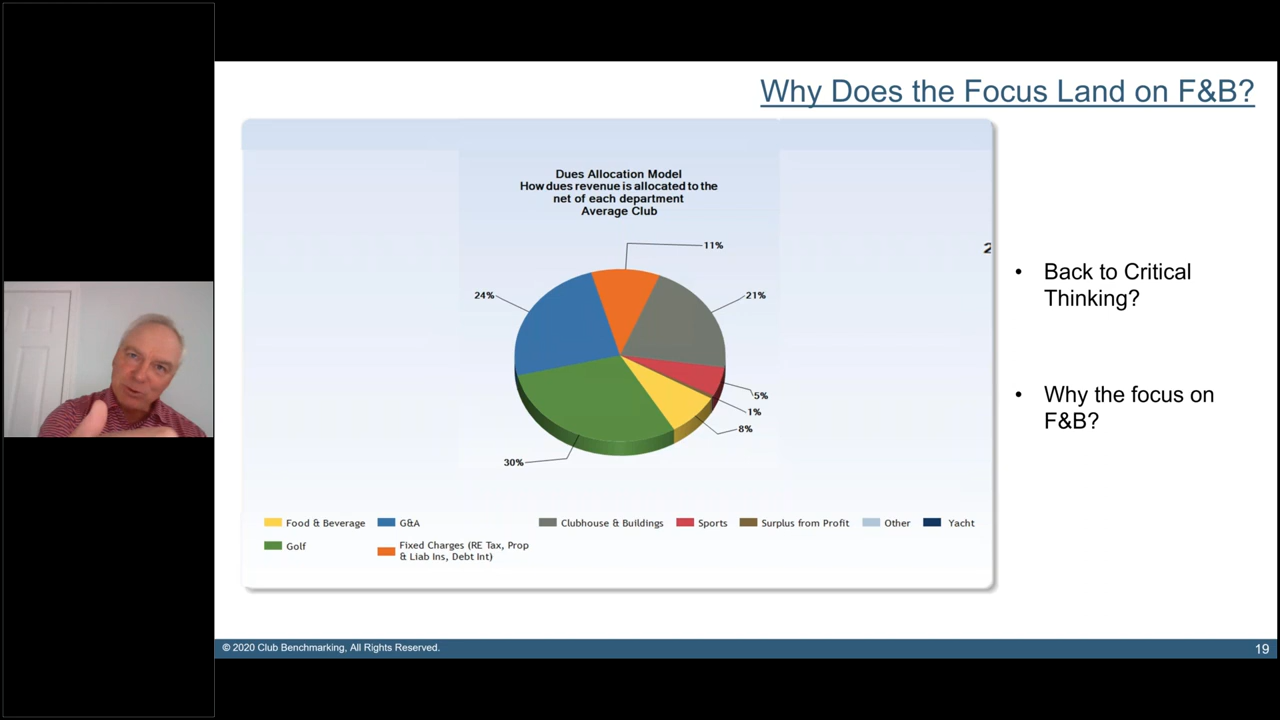 Why Does the Focus Land on F&B?
Dues Allocation Model
How dues revenue is allocated to the
net of each department
Average Club
11%
24%
21%
5%
1%
8%
30%
2
Food & Beverage
G&A
Clubhouse & Buildings
Sports
Surplus from Profit
Other
Yacht
Golf
Fixed Charges (RE Tax, Prop
& Liab Ins, Debt Int)
• Back to Critical
Thinking?
• Why the focus on
F&B?
© 2020 Club Benchmarking, All Rights Reserved.
19